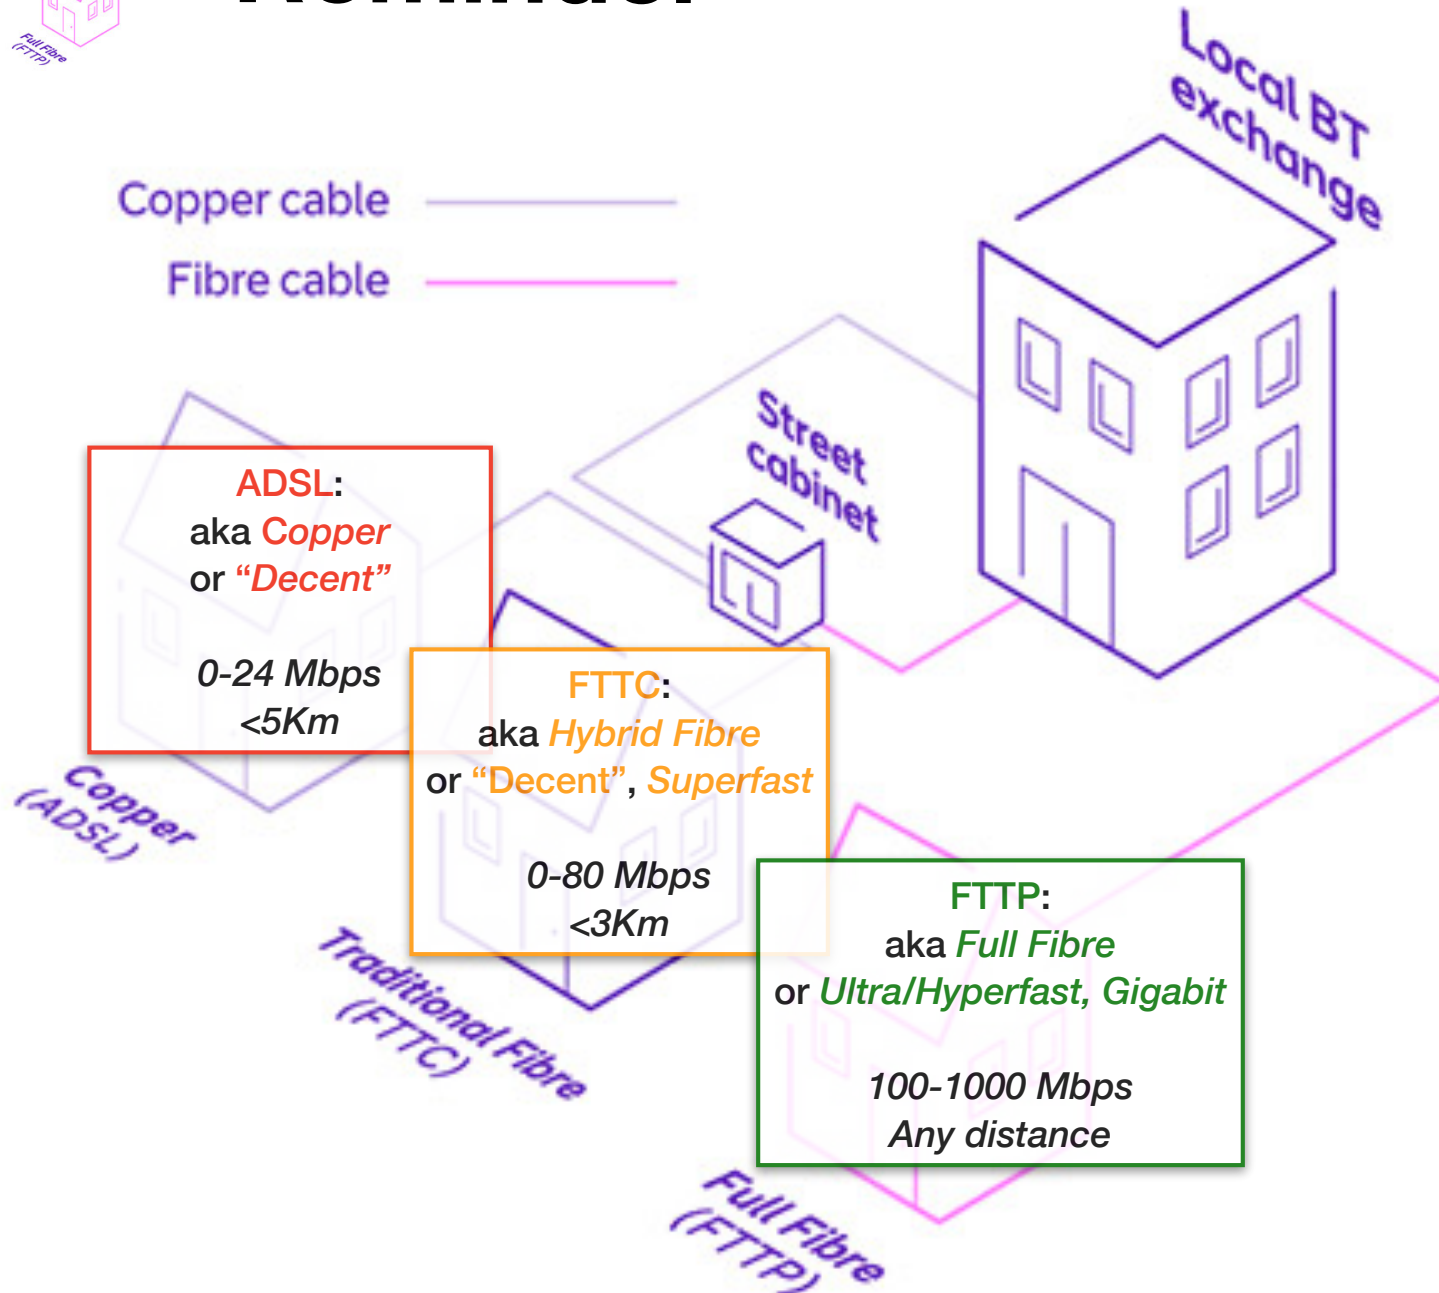 Reminder
Full Fibre
(FTTP)
Local BT
exchange
Copper cable
Fibre cable
Street
cabinet
ADSL:
aka Copper
or “Decent”
0-24 Mbps
<5Km
Copper
(ADSL)
FTTC:
aka Hybrid Fibre
or “Decent”, Superfast
0-80 Mbps
<3Km
Traditional Fibre
(FTTC)
FTTP:
aka Full Fibre
or Ultra/Hyperfast, Gigabit
100-1000 Mbps
Any distance
Full Fibre
(FTTP)